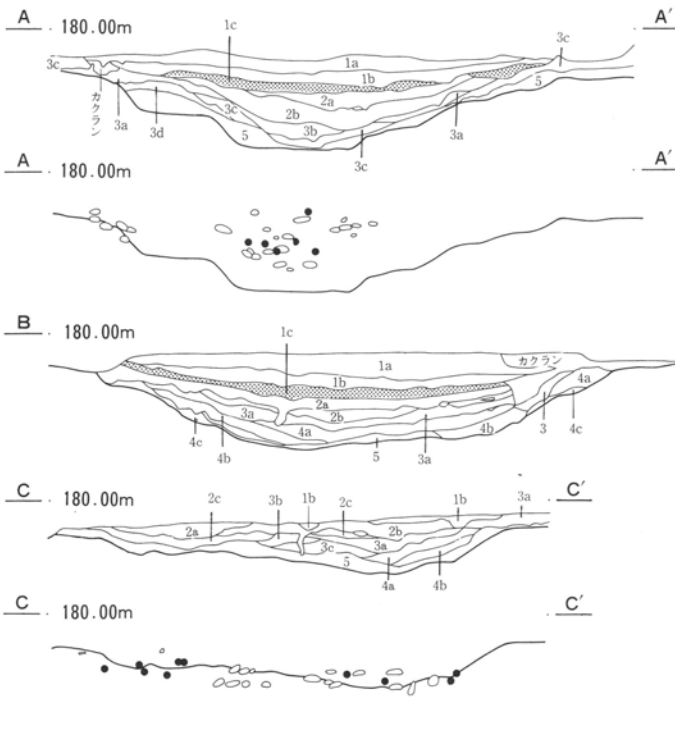 A 180.00m 1c 3c A′
3c 1a 1b 2a 2b 3c 3b 5 3d 3a カクラン 3a 3c 5
A 180.00m A′
B 180.00m 1c
1a カクラン 1b 2a 3a 2b 4a 4c 4b 5 3a 4b 3 4c 4a
C 180.00m 2c 3b 1b 2c 1b 3a C′
2a 2b 3c 3a 5 4a 4b
C 180.00m C′